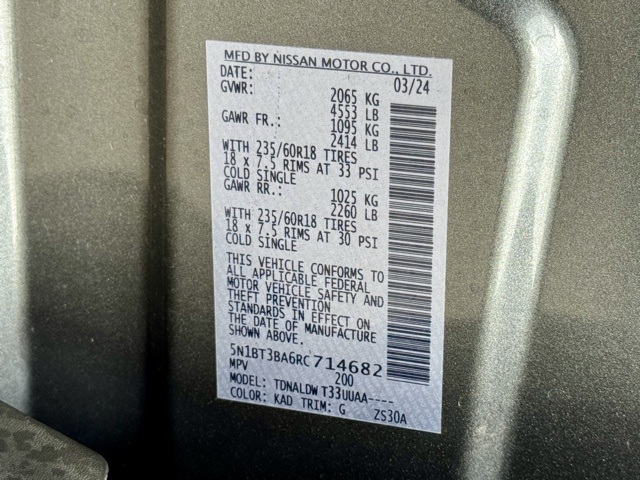 MFD BY NISSAN MOTOR CO., LTD.
DATE: 03/24
GVWR: 2065 KG
4553 LB
GAWR FR.: 1095 KG
2414 LB
WITH 235/60R18 TIRES
18 x 7.5 RIMS AT 33 PSI
COLD SINGLE
GAWR RR.: 1025 KG
2260 LB
WITH 235/60R18 TIRES
18 x 7.5 RIMS AT 30 PSI
COLD SINGLE
THIS VEHICLE CONFORMS TO
ALL APPLICABLE FEDERAL
MOTOR VEHICLE SAFETY AND
THEFT PREVENTION
STANDARDS IN EFFECT ON
THE DATE OF MANUFACTURE
SHOWN ABOVE.
5N1BT3BA6RC714682
MPV 200
MODEL: TDNALDW T33UUAA----
COLOR: KAD TRIM: G ZS30A